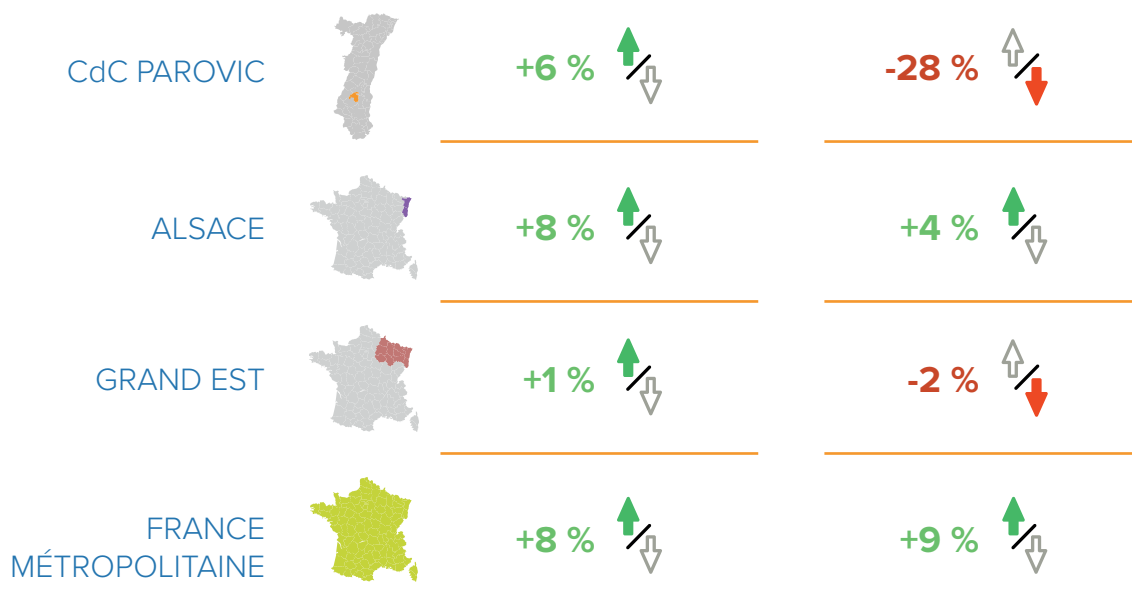 CdC PAROVIC
+6 %
-28 %
ALSACE
+8 %
+4 %
GRAND EST
+1 %
-2 %
FRANCE
MÉTROPOLITAINE
+8 %
+9 %